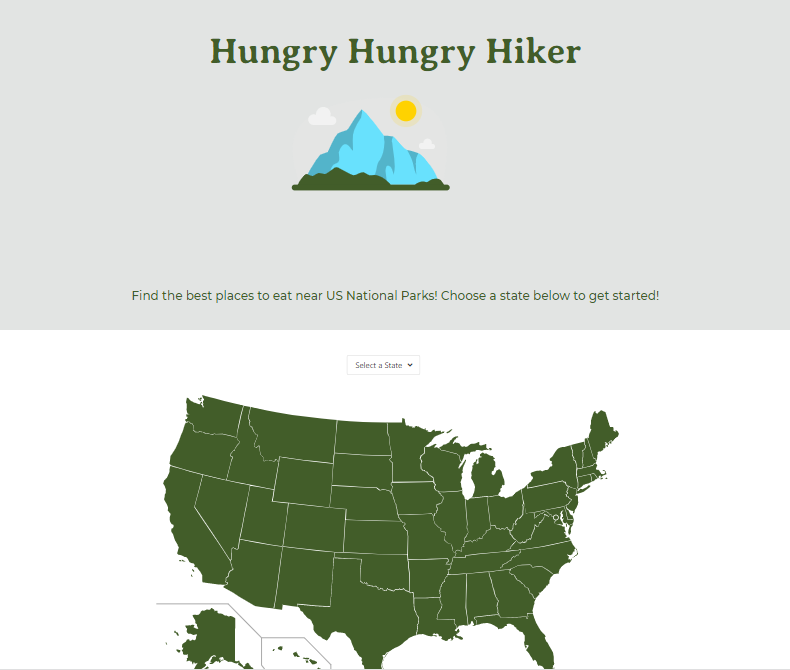 Hungry Hungry Hiker
Find the best places to eat near US National Parks! Choose a state below to get started!
Select a State